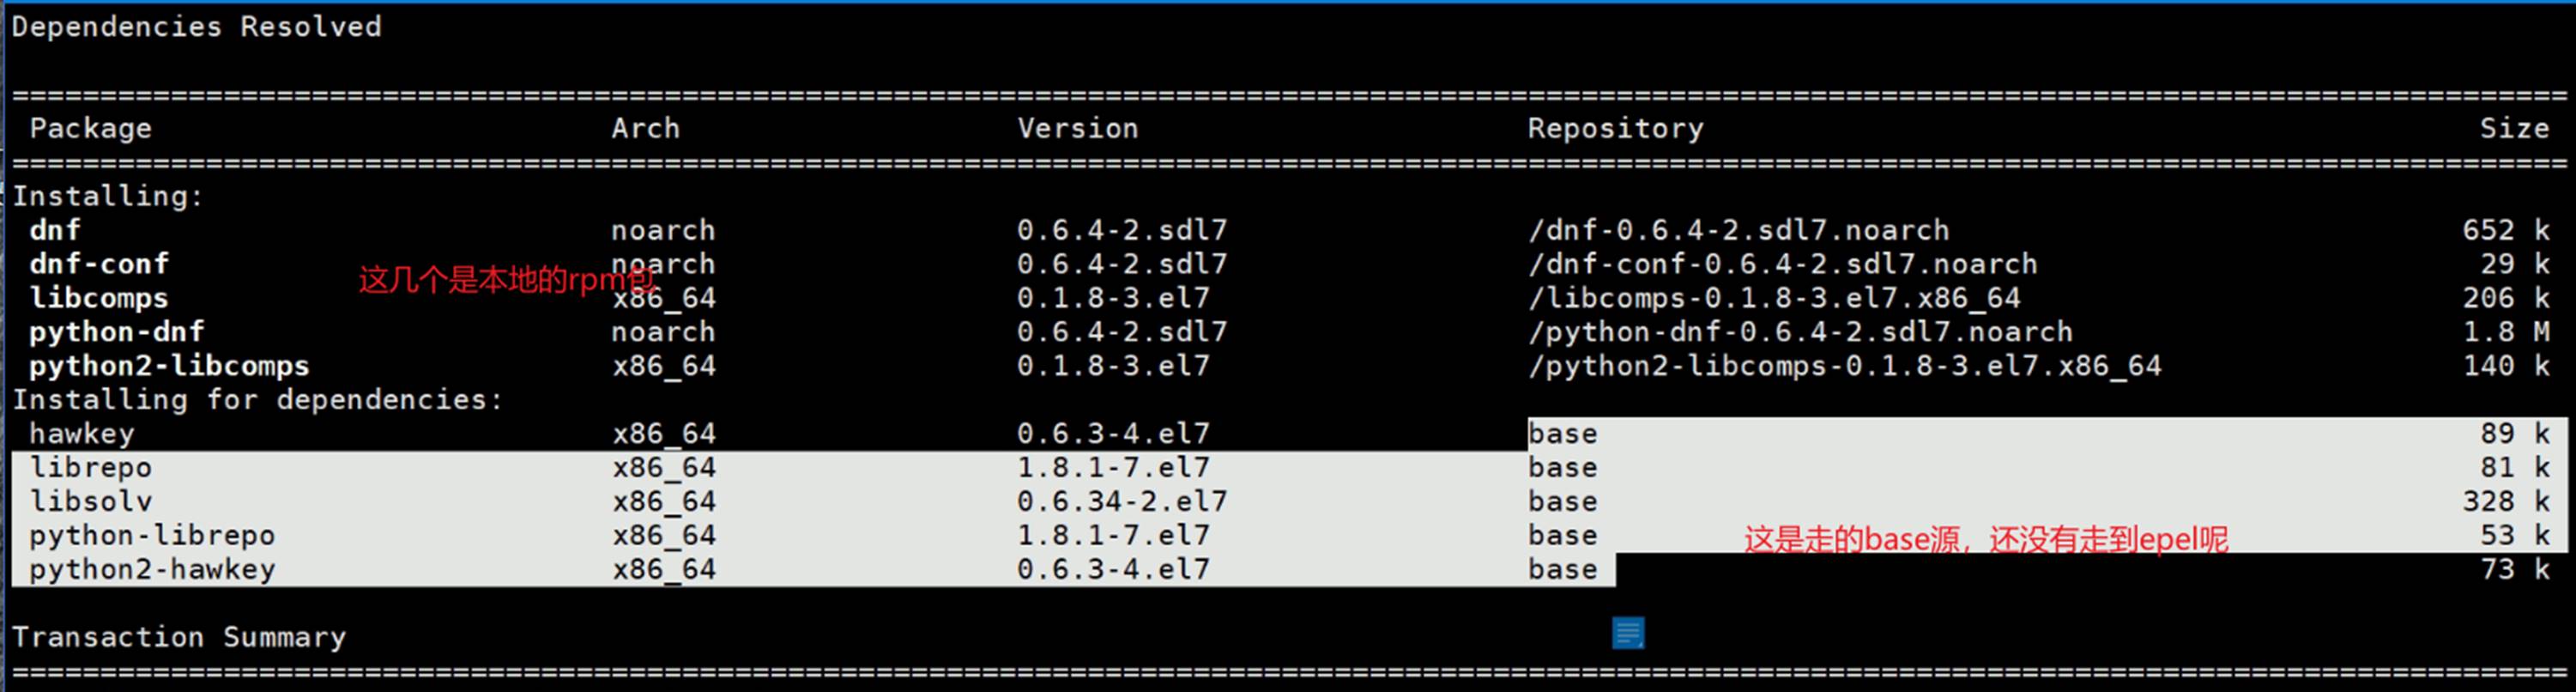 Dependencies Resolved
================================================================================
Package Arch Version Repository Size
================================================================================
Installing:
dnf noarch 0.6.4-2.sdl7 /dnf-0.6.4-2.sdl7.noarch 652 k
dnf-conf noarch 0.6.4-2.sdl7 /dnf-conf-0.6.4-2.sdl7.noarch 29 k
这几个是本地的rpm包
libcomps x86_64 0.1.8-3.el7 /libcomps-0.1.8-3.el7.x86_64 206 k
python-dnf noarch 0.6.4-2.sdl7 /python-dnf-0.6.4-2.sdl7.noarch 1.8 M
python2-libcomps x86_64 0.1.8-3.el7 /python2-libcomps-0.1.8-3.el7.x86_64 140 k
Installing for dependencies:
hawkey x86_64 0.6.3-4.el7 base 89 k
librepo x86_64 1.8.1-7.el7 base 81 k
libsolv x86_64 0.6.34-2.el7 base 328 k
python-librepo x86_64 1.8.1-7.el7 base 53 k
这是走的base源，还没有走到epel呢
python2-hawkey x86_64 0.6.3-4.el7 base 73 k
Transaction Summary
================================================================================